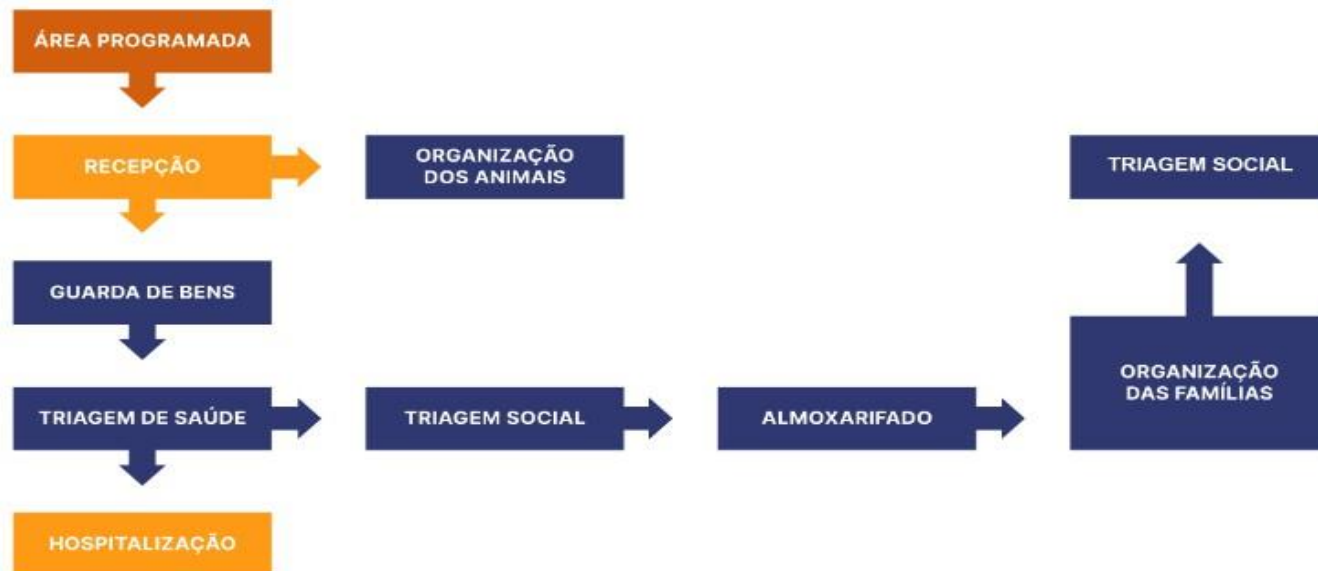 ÁREA PROGRAMADA
RECEPÇÃO
ORGANIZAÇÃO
DOS ANIMAIS
TRIAGEM SOCIAL
GUARDA DE BENS
ORGANIZAÇÃO
DAS FAMÍLIAS
TRIAGEM DE SAÚDE
TRIAGEM SOCIAL
ALMOXARIFADO
HOSPITALIZAÇÃO